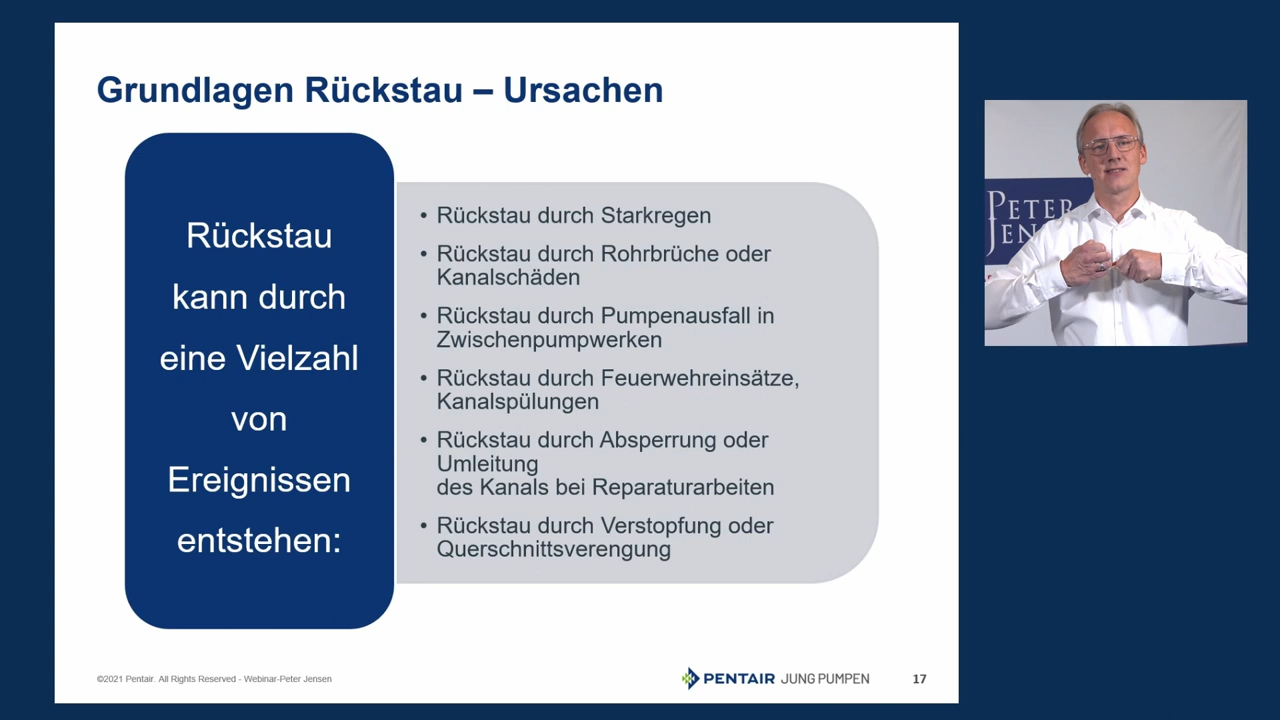 Grundlagen Rückstau – Ursachen
Rückstau
kann durch
eine Vielzahl
von
Ereignissen
entstehen:
• Rückstau durch Starkregen
• Rückstau durch Rohrbrüche oder
Kanalschäden
• Rückstau durch Pumpenausfall in
Zwischenpumpwerken
• Rückstau durch Feuerwehreinsätze,
Kanalspülungen
• Rückstau durch Absperrung oder
Umleitung
des Kanals bei Reparaturarbeiten
• Rückstau durch Verstopfung oder
Querschnittsverengung
PETER
JEN
©2021 Pentair. All Rights Reserved - Webinar-Peter Jensen
PENTAIR JUNG PUMPEN
17